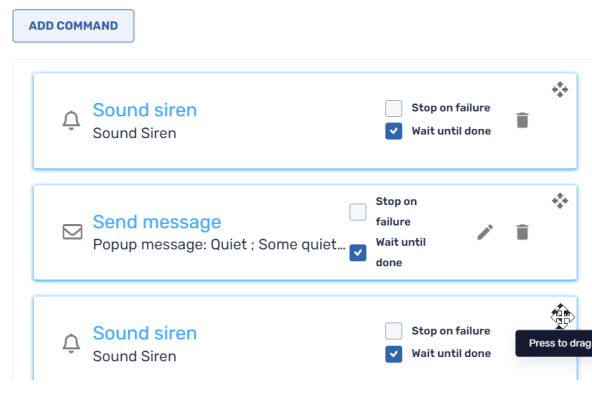 ADD COMMAND
Sound siren
Sound Siren
Stop on failure
Wait until done
Send message
Popup message: Quiet ; Some quiet...
Stop on
failure
Wait until
done
Sound siren
Sound Siren
Stop on failure
Wait until done
Press to drag